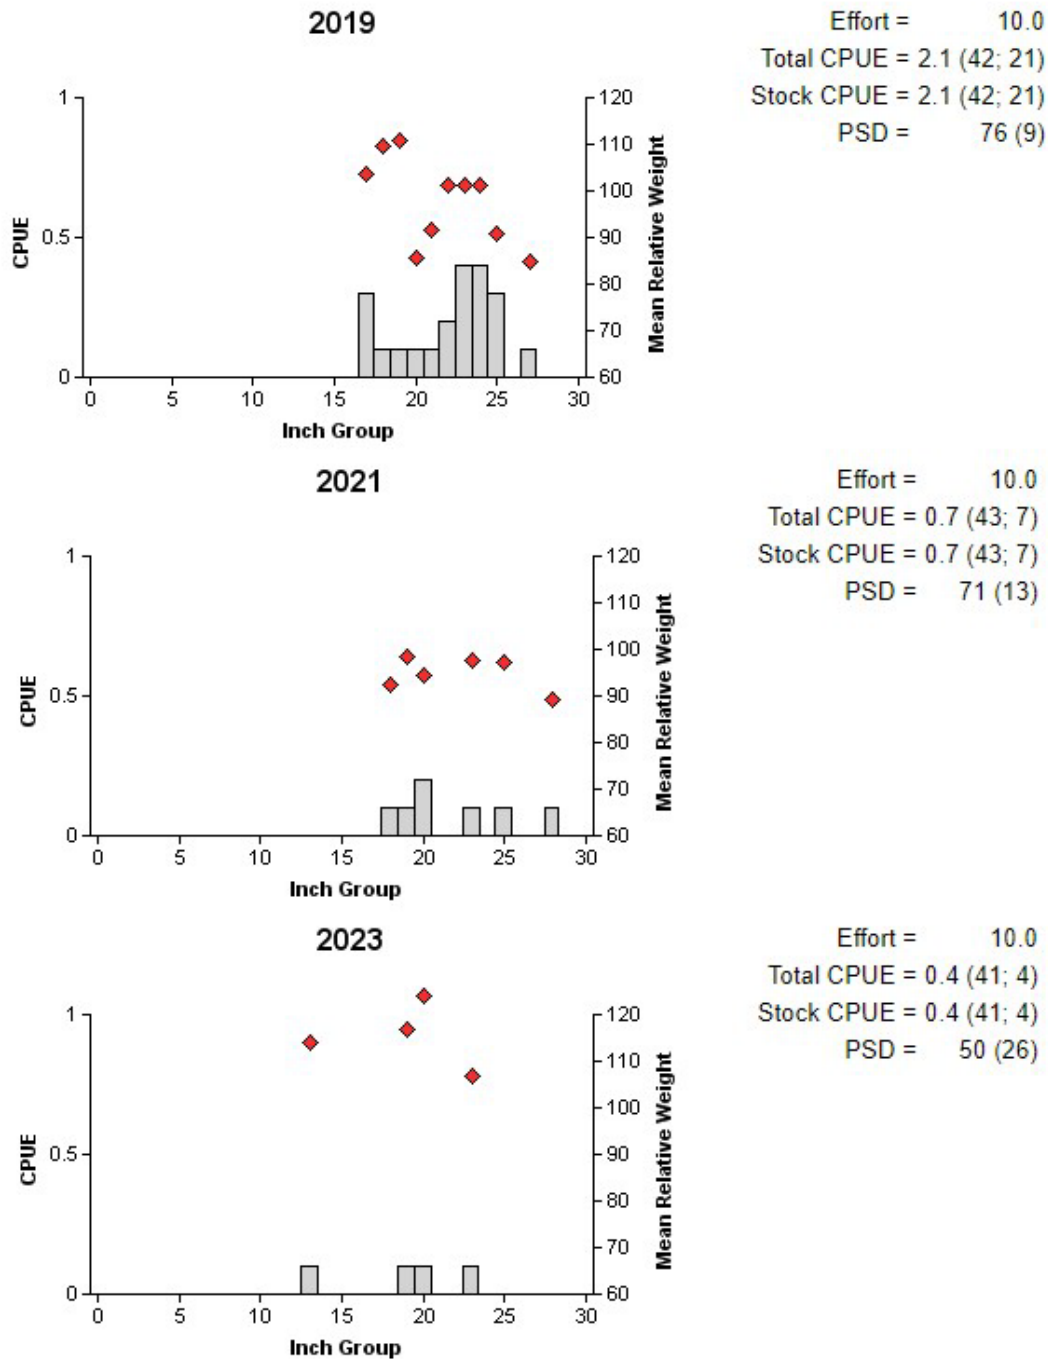 2019
Effort = 10.0
Total CPUE = 2.1 (42; 21)
Stock CPUE = 2.1 (42; 21)
PSD = 76 (9)
1
0.5
0
CPUE
120
110
100
90
80
70
60
Mean Relative Weight
0 5 10 15 20 25 30
Inch Group
2021
Effort = 10.0
Total CPUE = 0.7 (43; 7)
Stock CPUE = 0.7 (43; 7)
PSD = 71 (13)
1
0.5
0
CPUE
120
110
100
90
80
70
60
Mean Relative Weight
0 5 10 15 20 25 30
Inch Group
2023
Effort = 10.0
Total CPUE = 0.4 (41; 4)
Stock CPUE = 0.4 (41; 4)
PSD = 50 (26)
1
0.5
0
CPUE
120
110
100
90
80
70
60
Mean Relative Weight
0 5 10 15 20 25 30
Inch Group